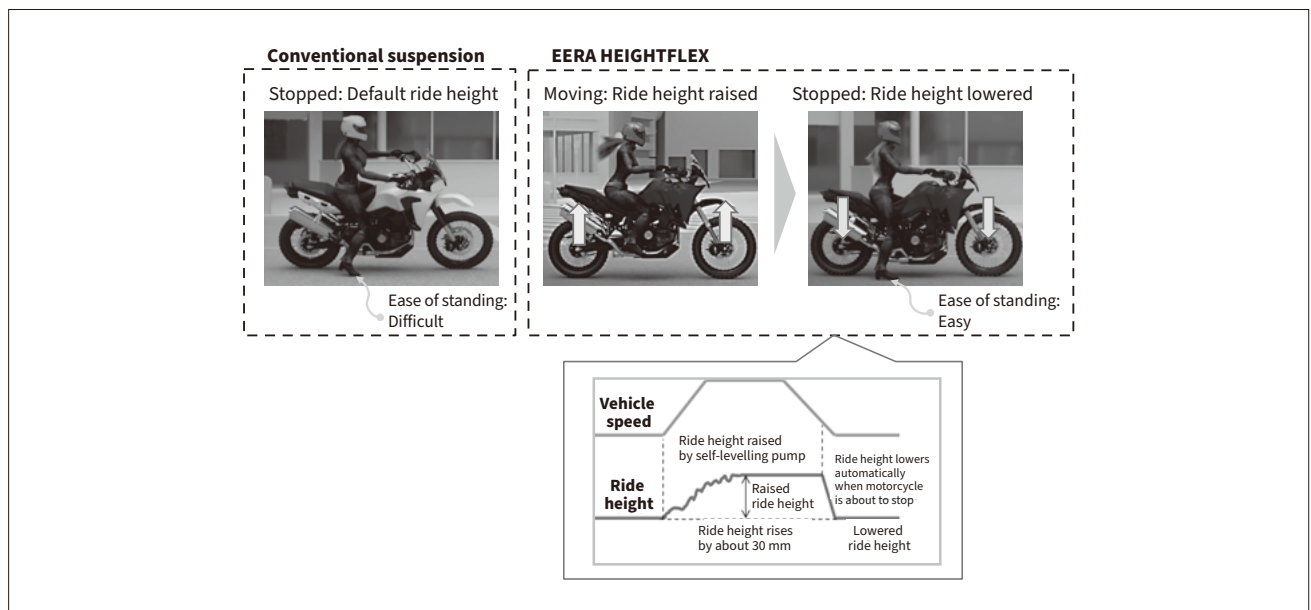 Conventional suspension
EERA HEIGHTFLEX
Stopped: Default ride height
Moving: Ride height raised
Stopped: Ride height lowered
Ease of standing:
Difficult
Ease of standing:
Easy
Vehicle
speed
Ride height raised
by self-levelling pump
Ride height lowers
automatically
when motorcycle
is about to stop
Ride
height
Raised
ride height
Ride height rises
by about 30 mm
Lowered
ride height